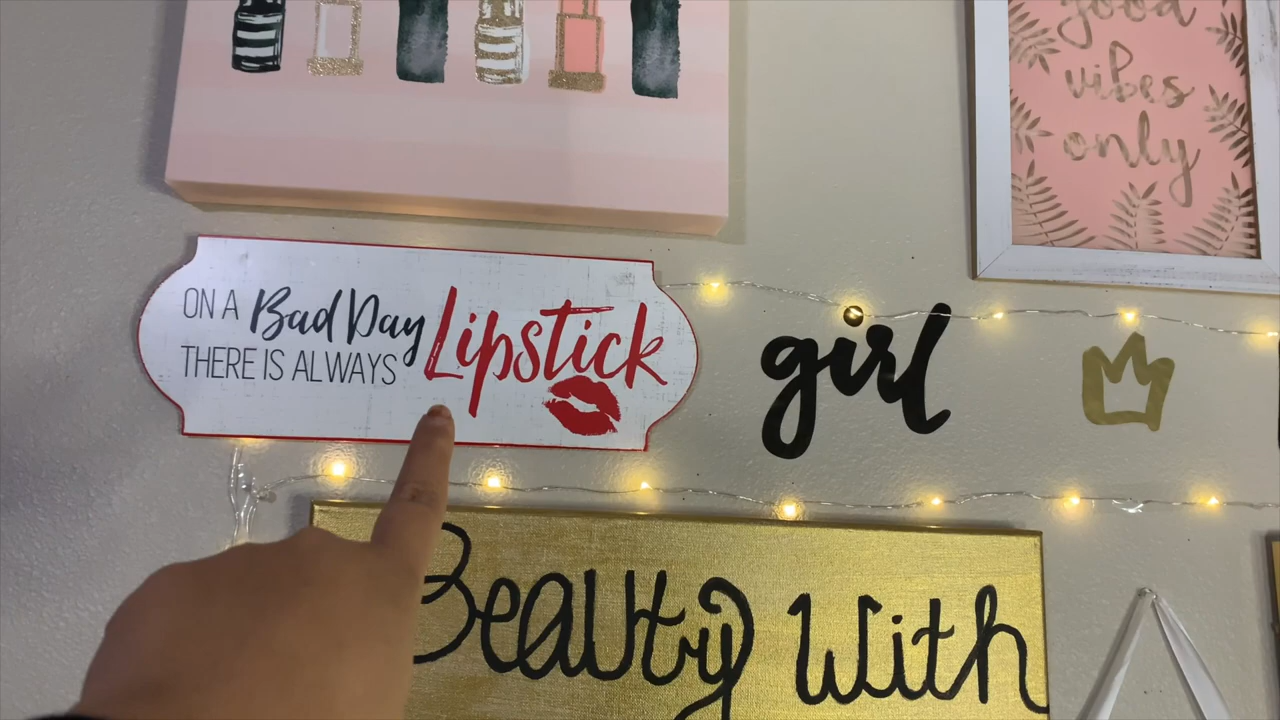 good
vibes
only
ON A Bad Day
THERE IS ALWAYS
Lipstick
girl
Beauty With